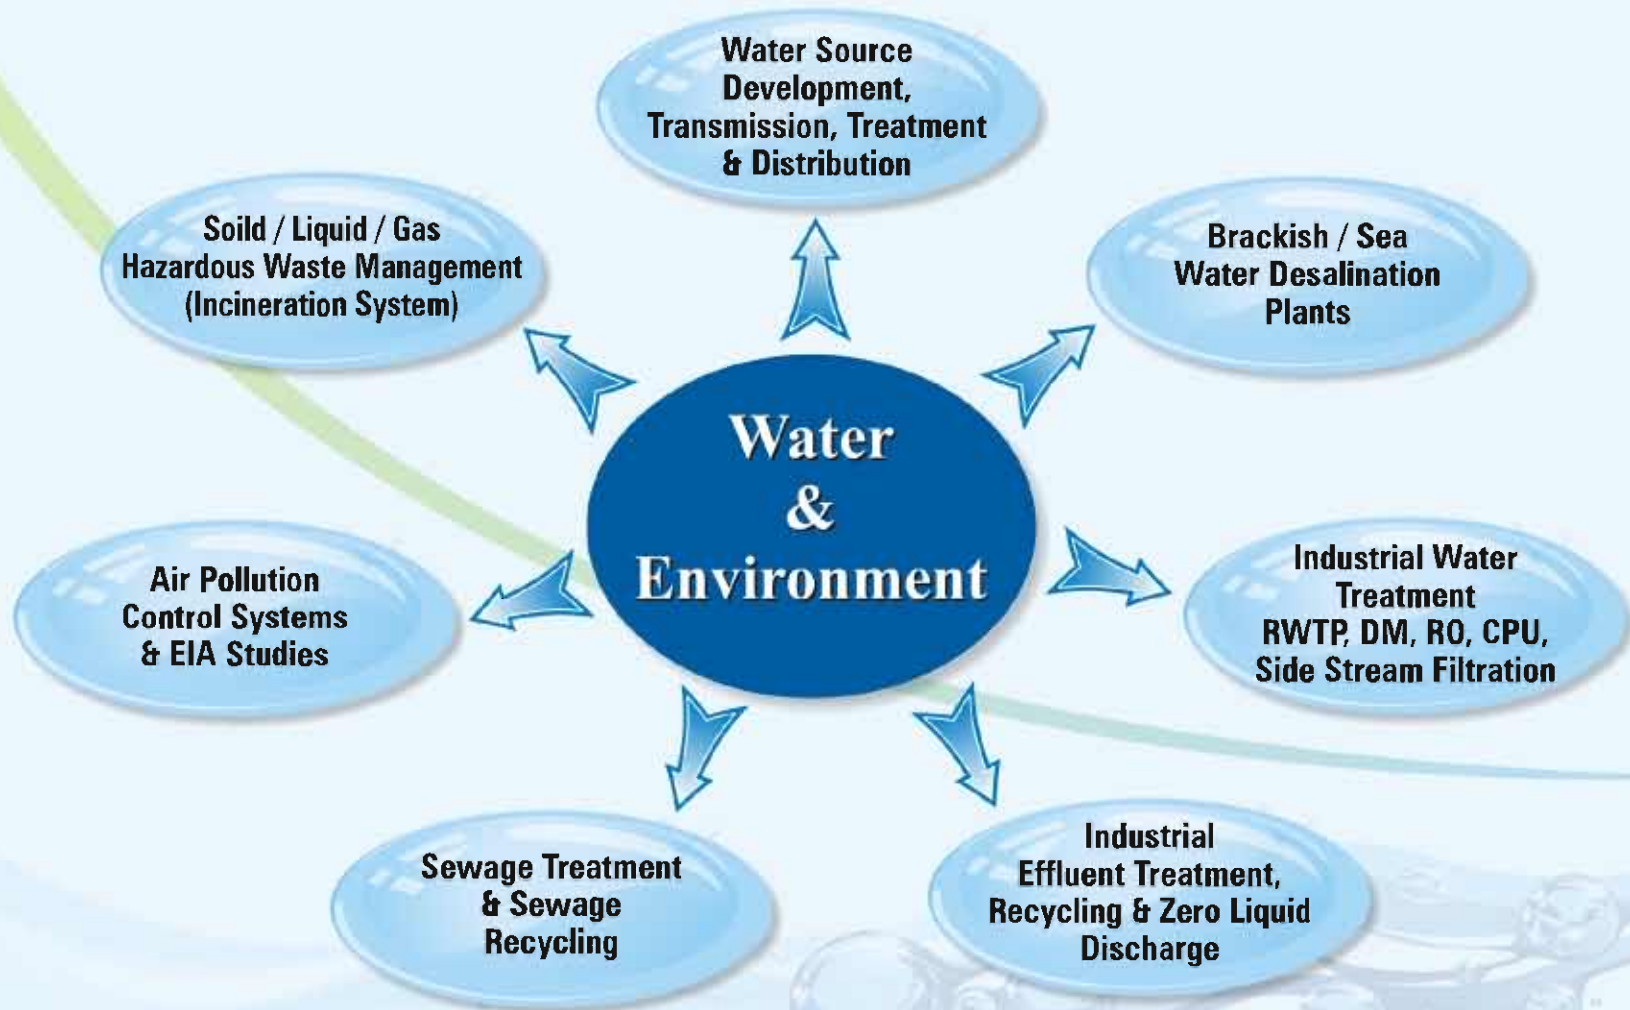 Water Source
Development,
Transmission, Treatment
& Distribution
Brackish / Sea
Water Desalination
Plants
Industrial Water
Treatment
RWTP, DM, RO, CPU,
Side Stream Filtration
Industrial
Effluent Treatment,
Recycling & Zero Liquid
Discharge
Sewage Treatment
& Sewage
Recycling
Air Pollution
Control Systems
& EIA Studies
Soild / Liquid / Gas
Hazardous Waste Management
(Incineration System)
Water
&
Environment